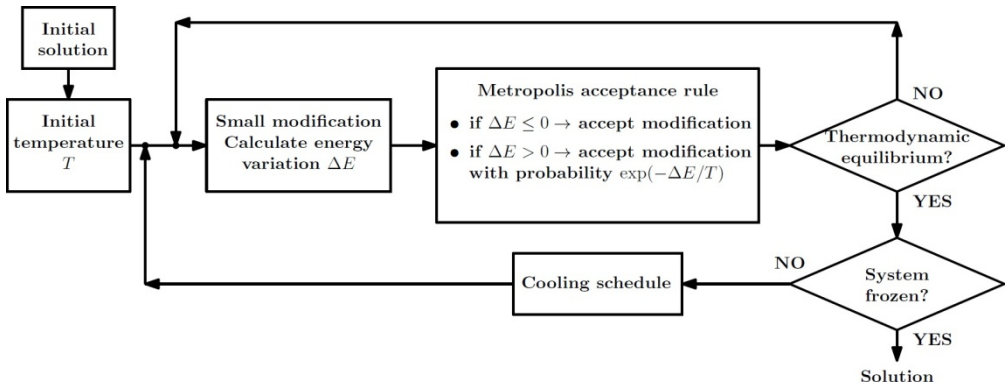 Initial
solution
Initial
temperature
T
Small modification
Calculate energy
variation ΔE
Metropolis acceptance rule
• if ΔE ≤ 0 → accept modification
• if ΔE > 0 → accept modification
with probability exp(−ΔE/T)
NO
Thermodynamic
equilibrium?
YES
NO
System
frozen?
Cooling schedule
YES
Solution